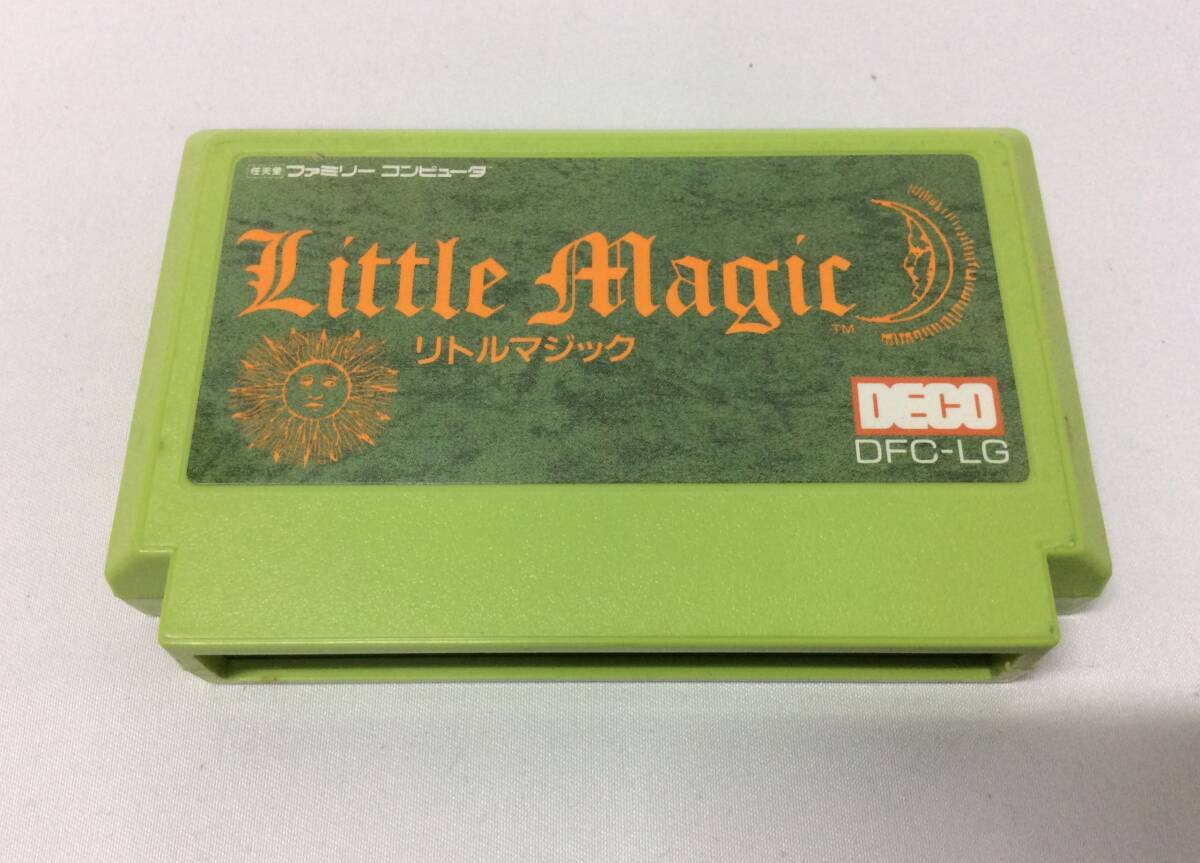 任天堂 ファミリーコンピュータ
Little Magic
TM
リトルマジック
DECO
DFC-LG